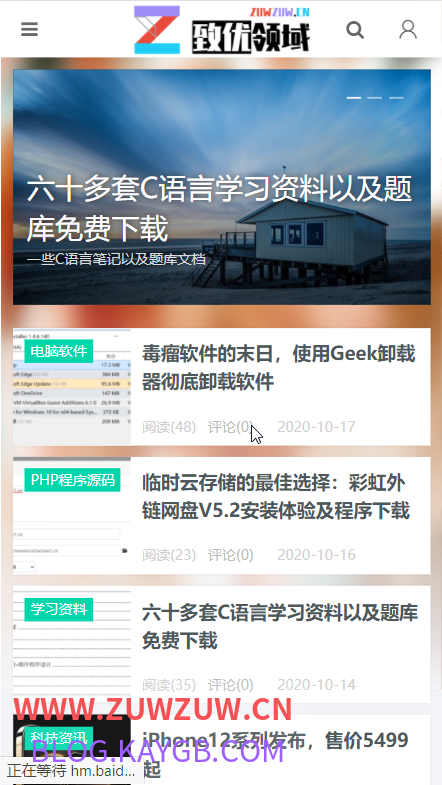 ZUWZUW.CN
致优领域
六十多套C语言学习资料以及题
库免费下载
一些C语言笔记以及题库文档
电脑软件
毒瘤软件的末日，使用Geek卸载
器彻底卸载软件
阅读(48) 评论(0) 2020-10-17
PHP程序源码
临时云存储的最佳选择：彩虹外
链网盘V5.2安装体验及程序下载
阅读(23) 评论(0) 2020-10-16
学习资料
六十多套C语言学习资料以及题库
免费下载
阅读(35) 评论(0) 2020-10-14
WWW.ZUWZUW.CN
科技资讯
iPhone12系列发布，售价5499
起
BLOG.KAYGB.COM
正在等待 hm.baid...